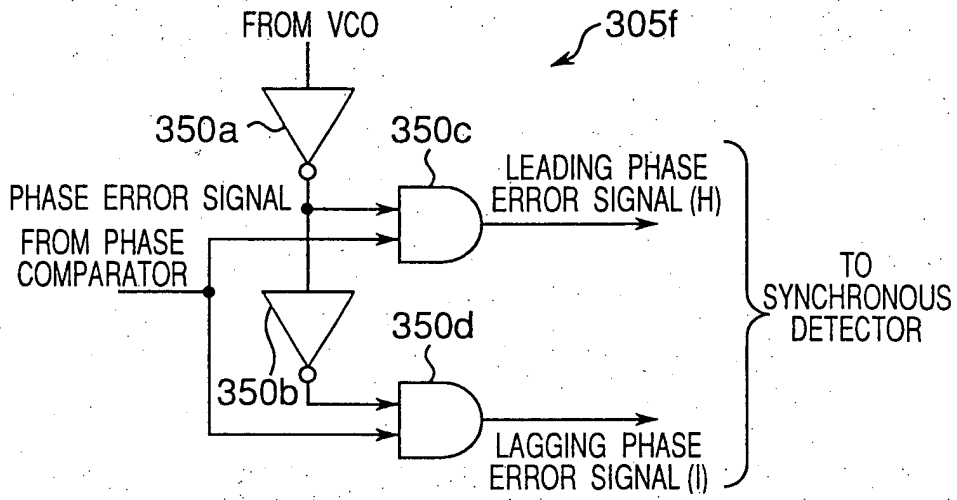 FROM VCO
305f
350a
350c
LEADING PHASE
ERROR SIGNAL (H)
PHASE ERROR SIGNAL
FROM PHASE
COMPARATOR
TO
SYNCHRONOUS
DETECTOR
350d
350b
LAGGING PHASE
ERROR SIGNAL (I)